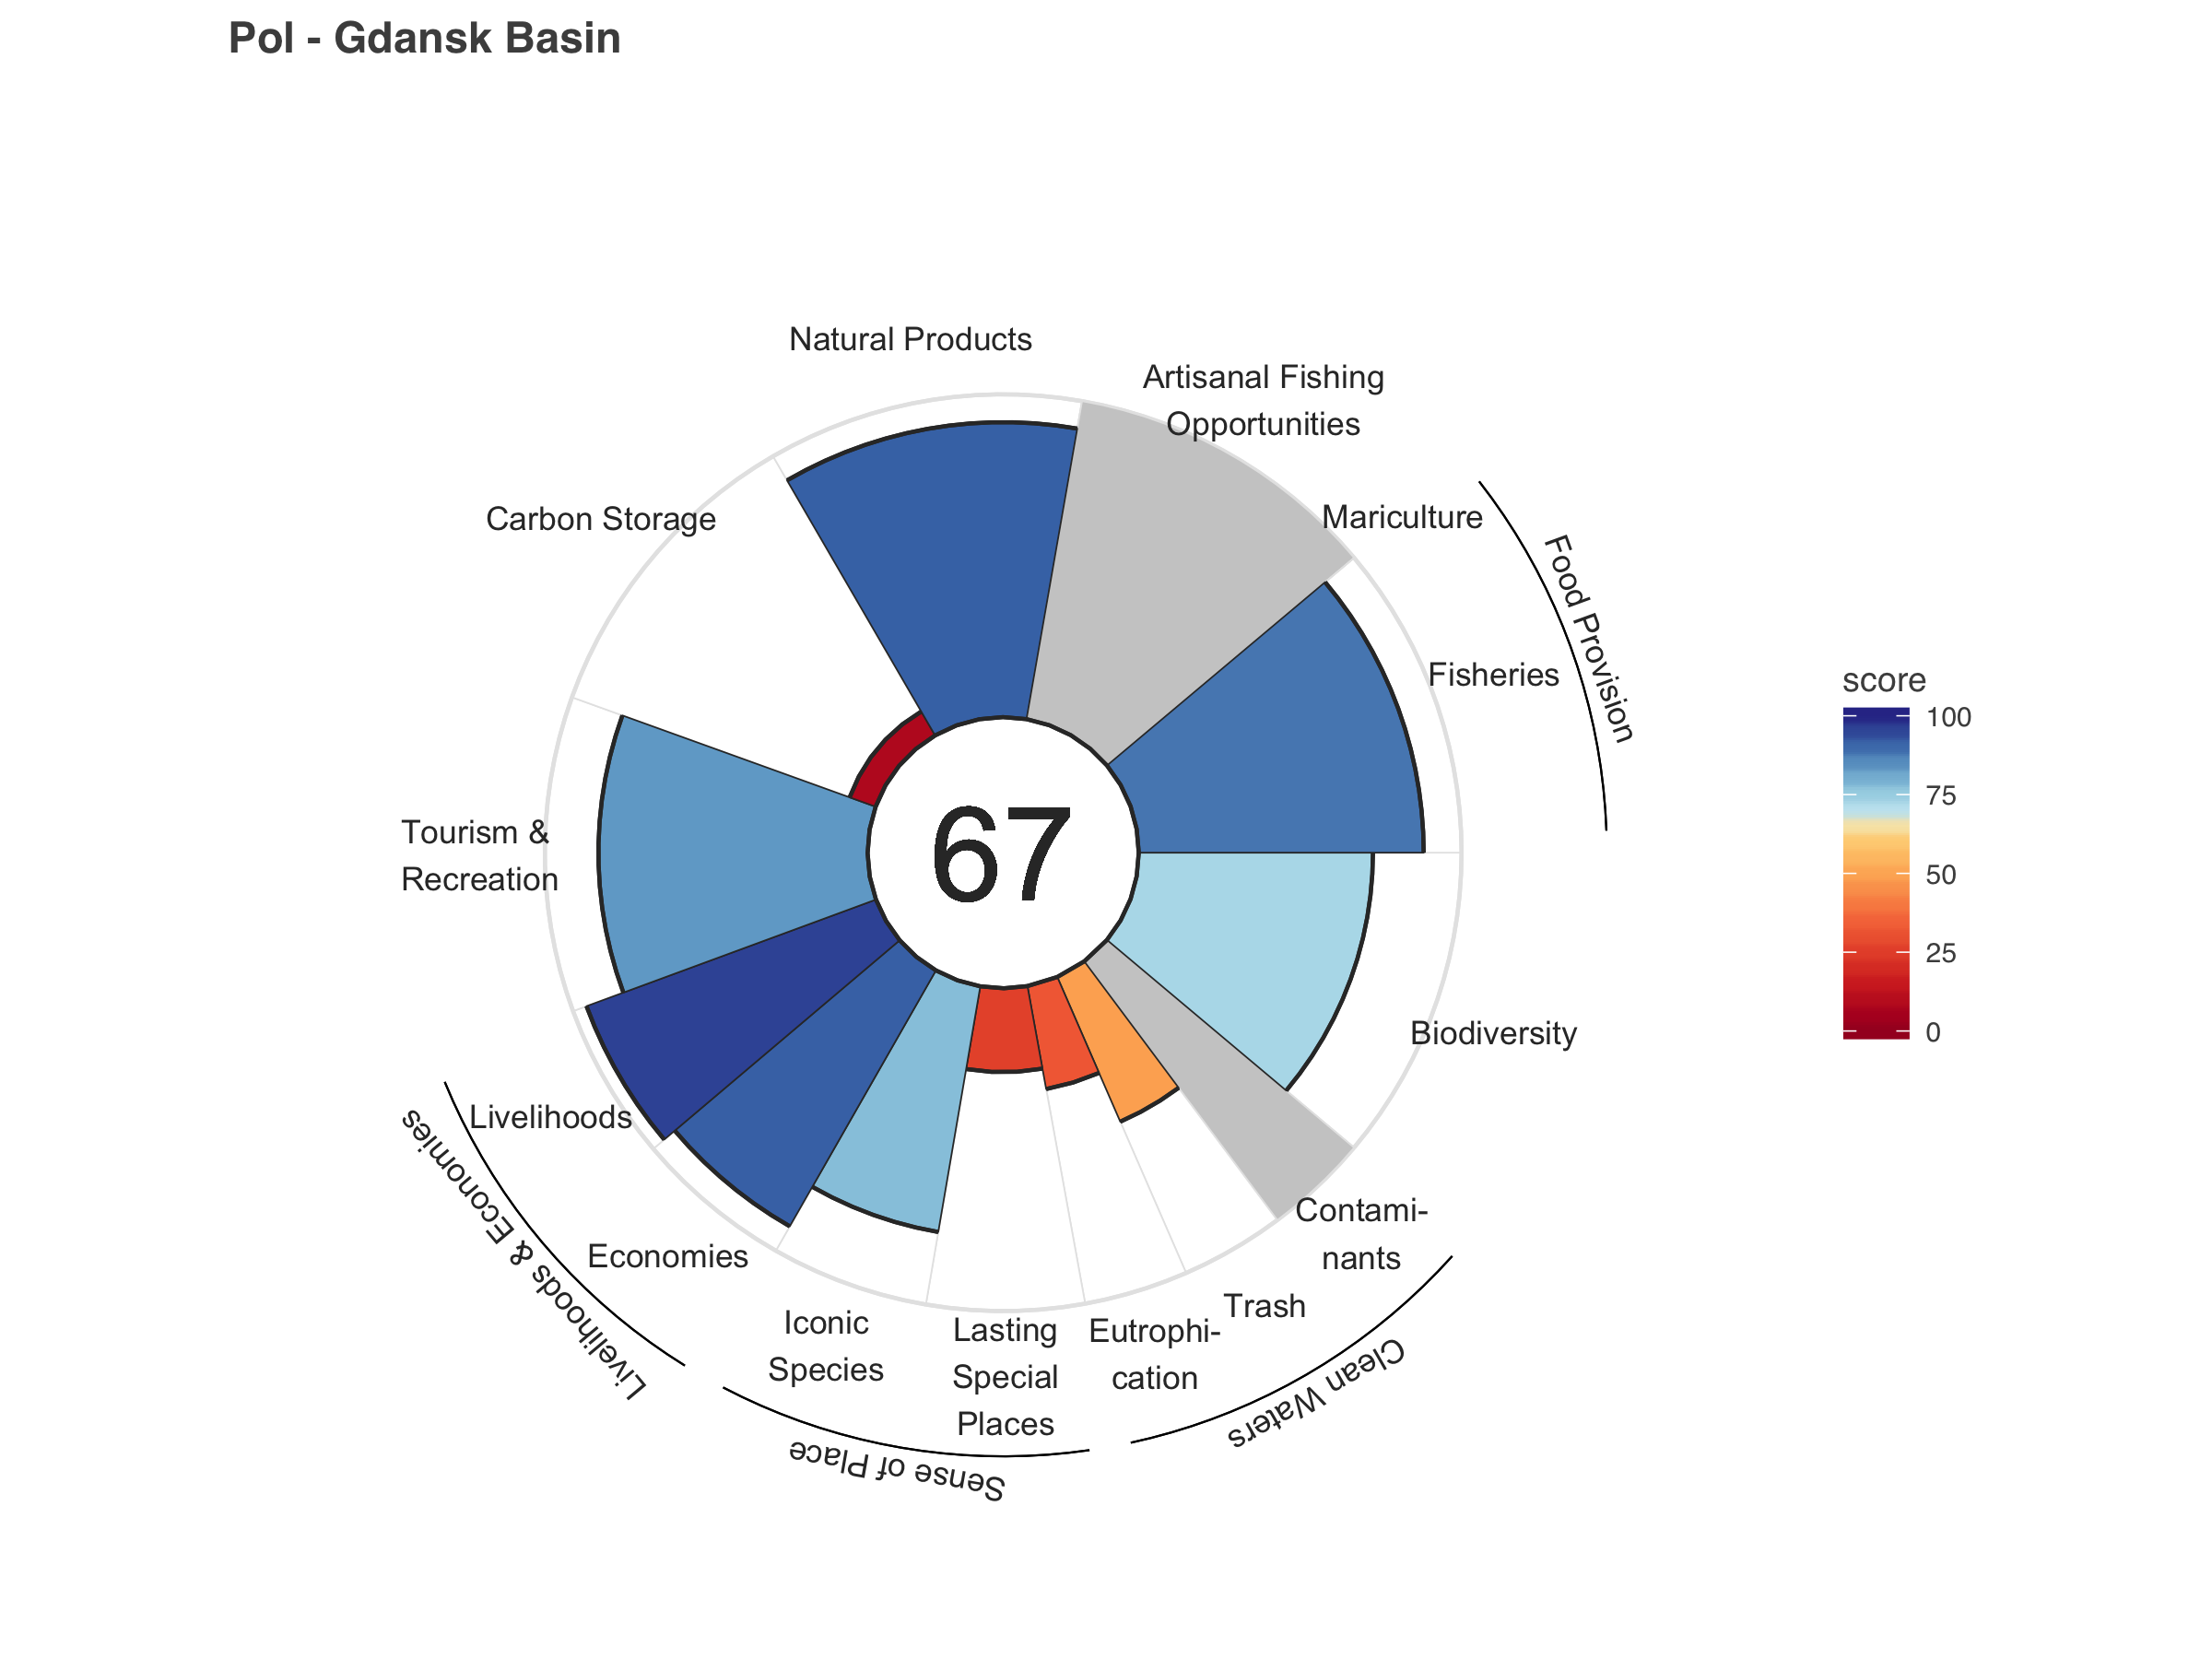 Pol - Gdansk Basin
Natural Products
Artisanal Fishing
Opportunities
Carbon Storage
Mariculture
Food Provision
Fisheries
score
100
75
50
25
0
67
Tourism &
Recreation
Biodiversity
Livelihoods
Livelihoods & Economies
Economies
Contami-
nants
Trash
Clean Waters
Iconic
Species
Lasting
Special
Places
Eutrophi-
cation
Sense of Place